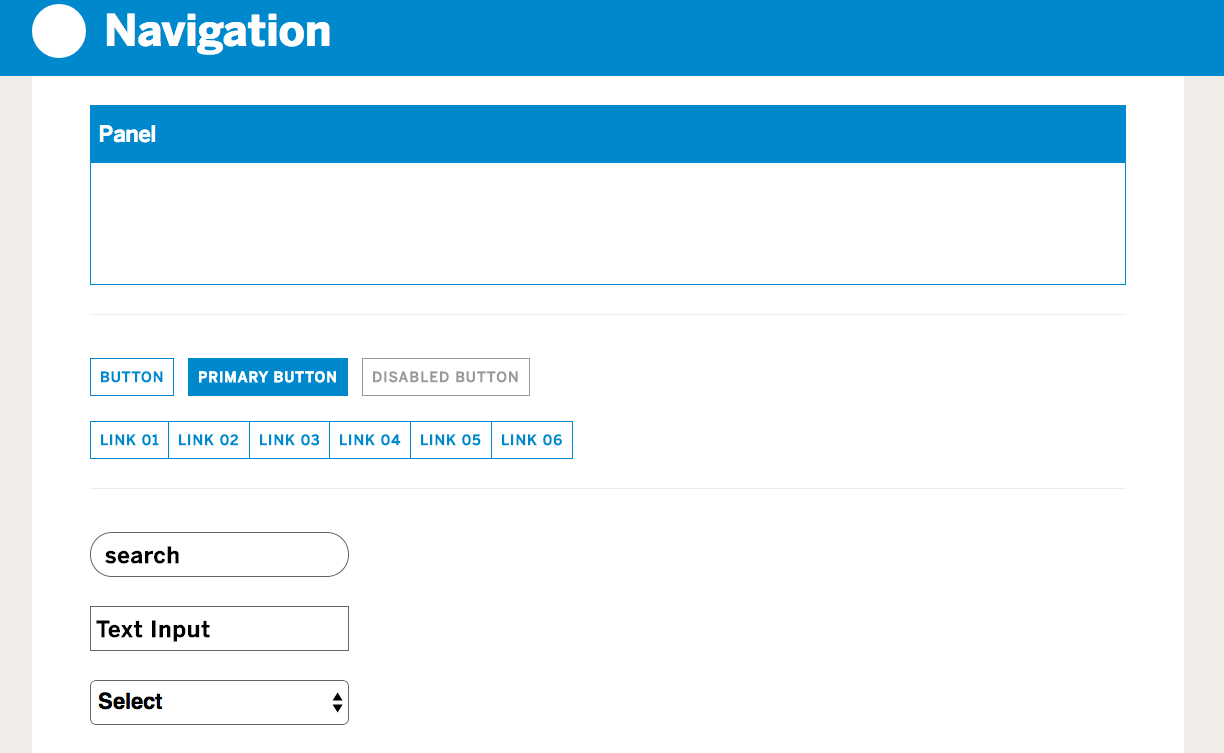 Navigation
Panel
BUTTON PRIMARY BUTTON DISABLED BUTTON
LINK 01 LINK 02 LINK 03 LINK 04 LINK 05 LINK 06
search
Text Input
Select